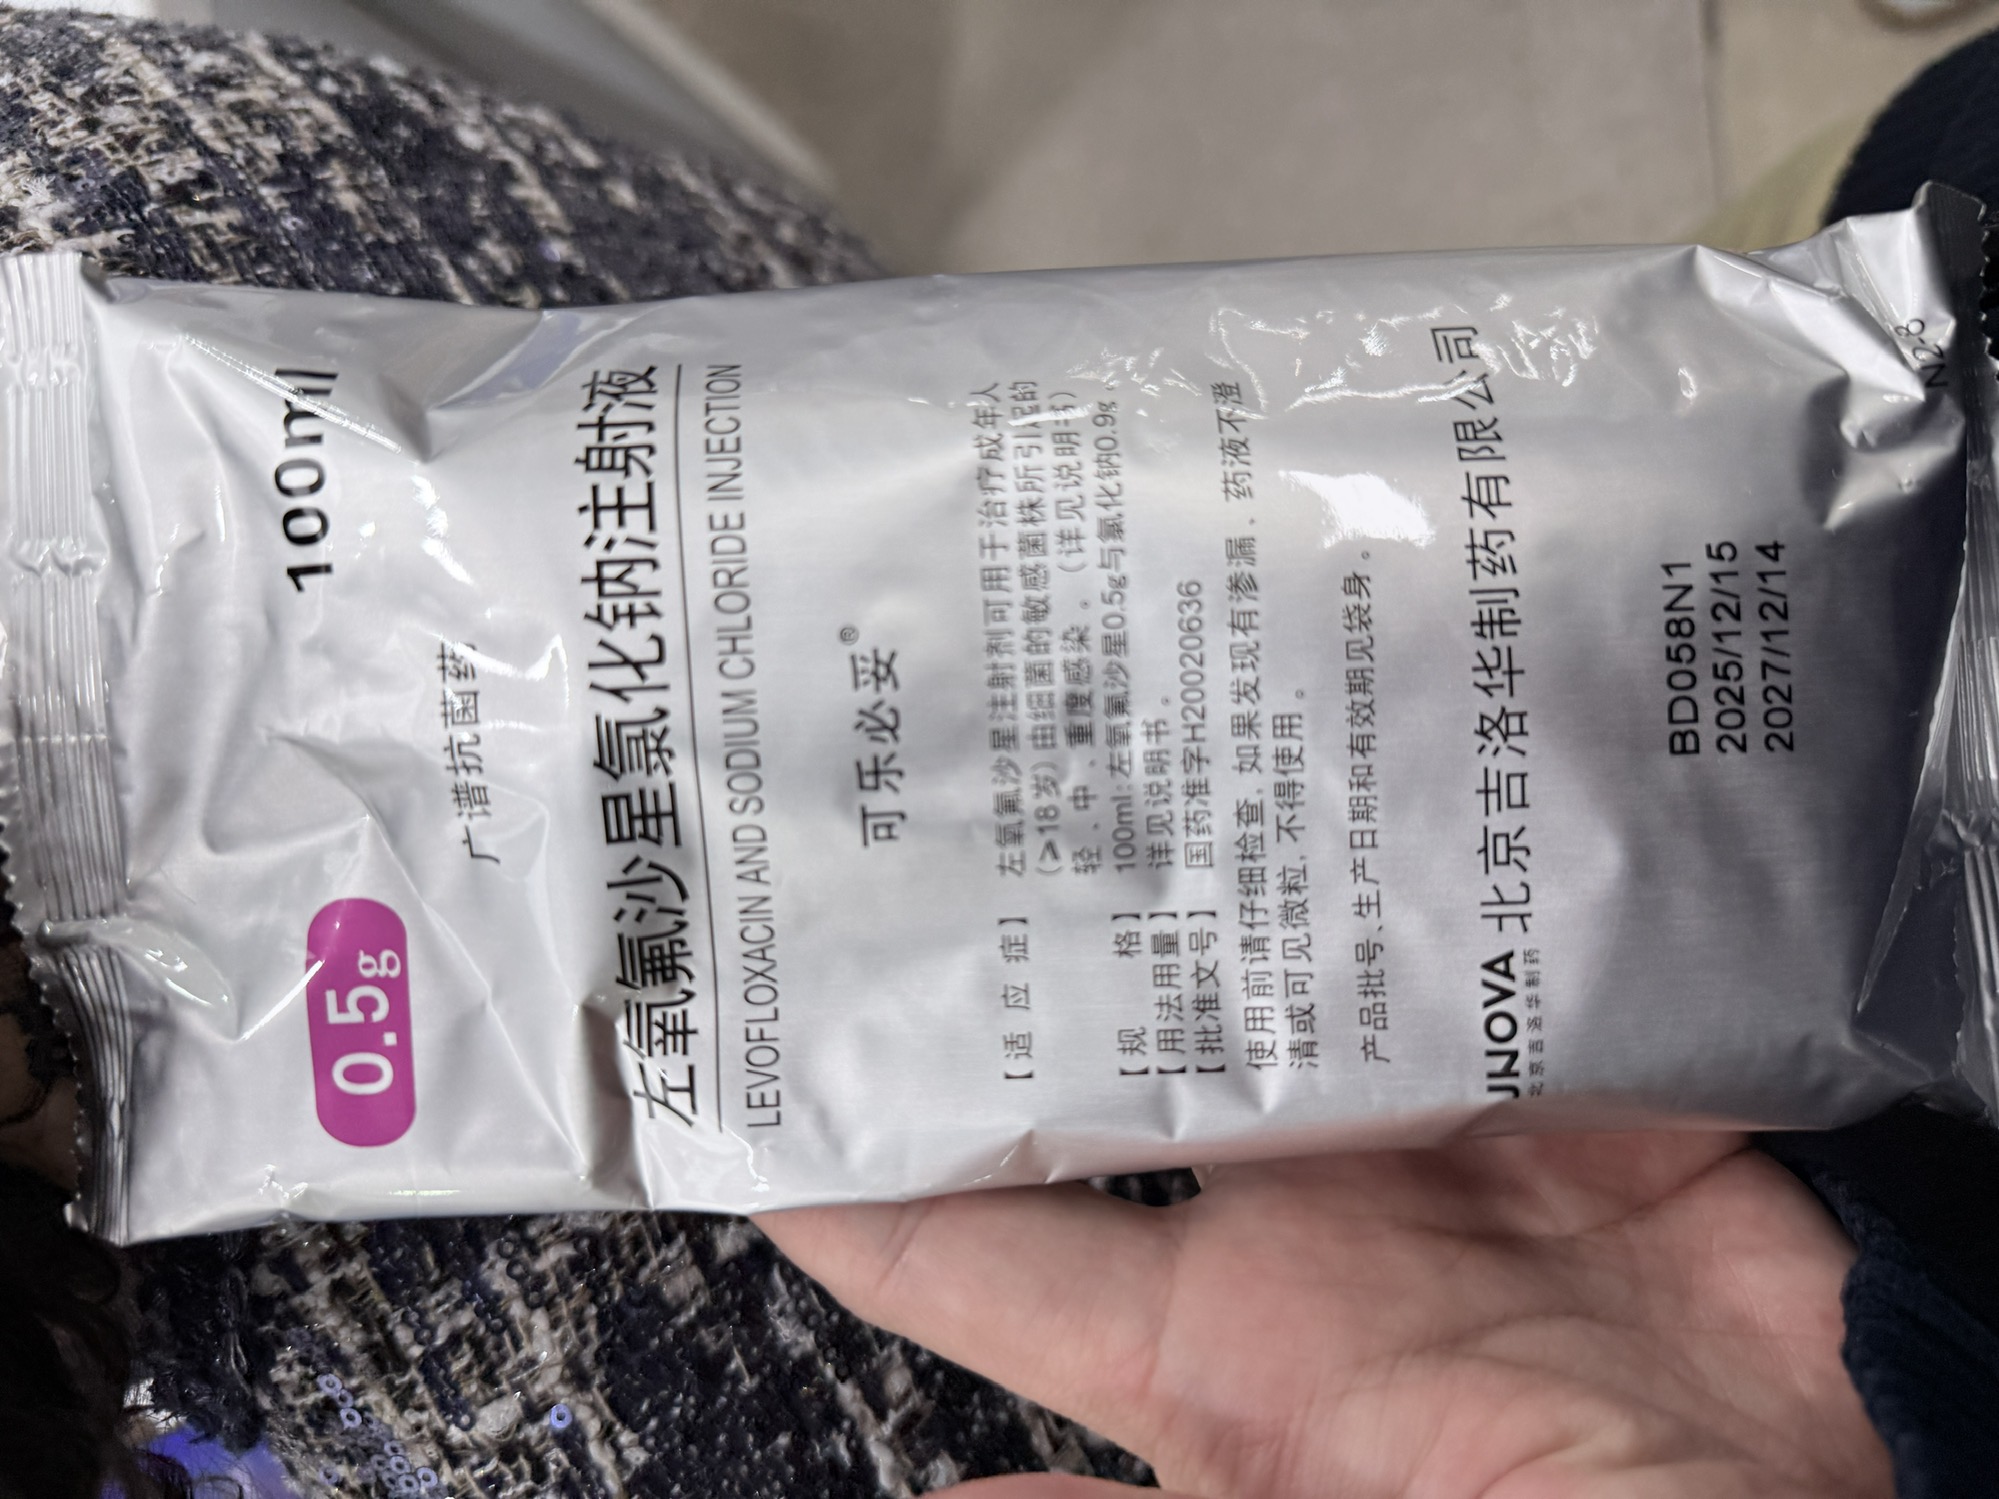 100ml
0.5g
广谱抗菌药
左氧氟沙星氯化钠注射液
LEVOFLOXACIN AND SODIUM CHLORIDE INJECTION
可乐必妥®
【适应症】左氧氟沙星注射剂可用于治疗成年人
(≥18岁)由细菌的敏感菌株所引起的
轻、中、重度感染。(详见说明书)
【规格】100ml:左氧氟沙星0.5g与氯化钠0.9g。
【用法用量】详见说明书。
【批准文号】国药准字H20020636
使用前请仔细检查,如果发现有渗漏、药液不澄
清或可见微粒,不得使用。
产品批号、生产日期和有效期见袋身。
JNOVA 北京吉洛华制药有限公司
北京吉洛华制药
BD058N1
2025/12/15
2027/12/14